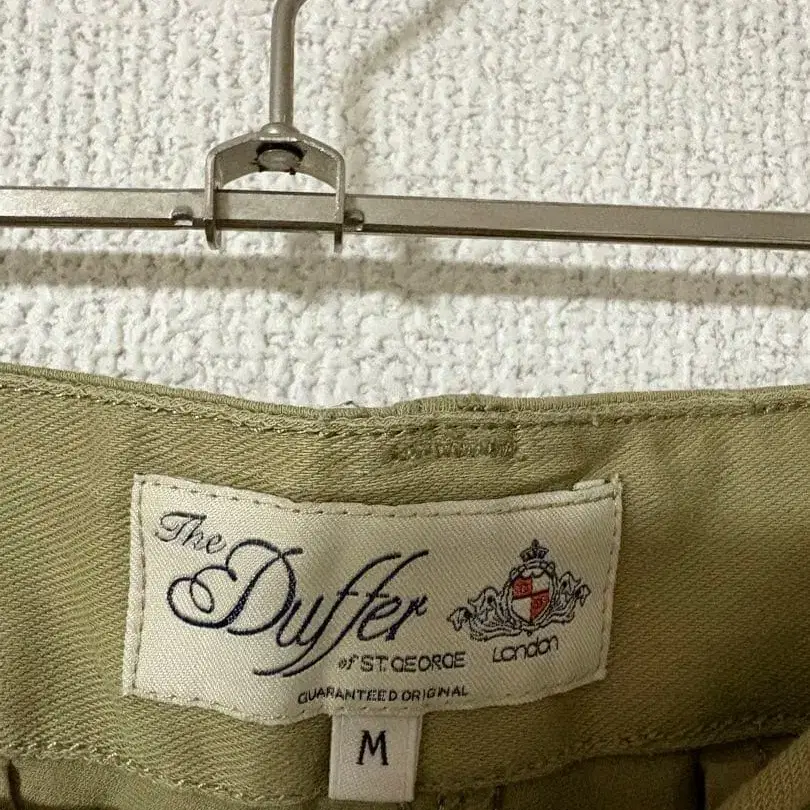 The
Duffer
of ST. GEORGE
London
GUARANTEED ORIGINAL
M